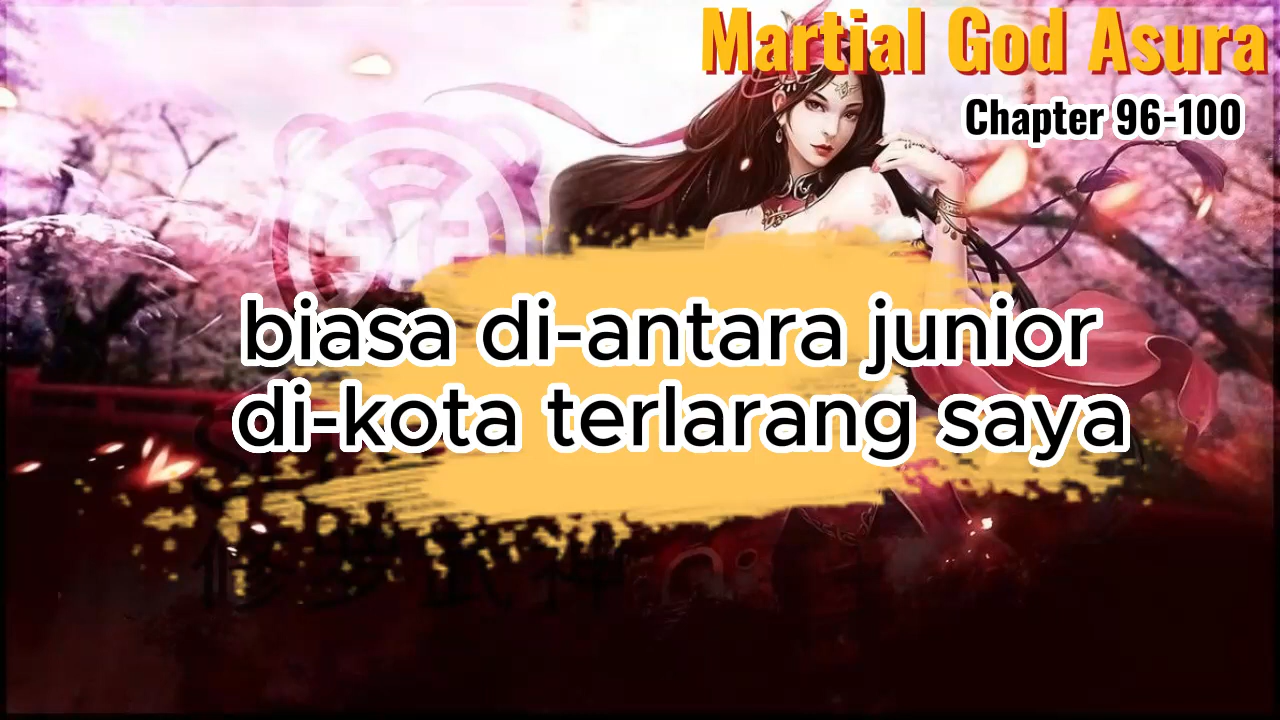 Martial God Asura
Chapter 96-100
biasa di-antara junior
di-kota terlarang saya